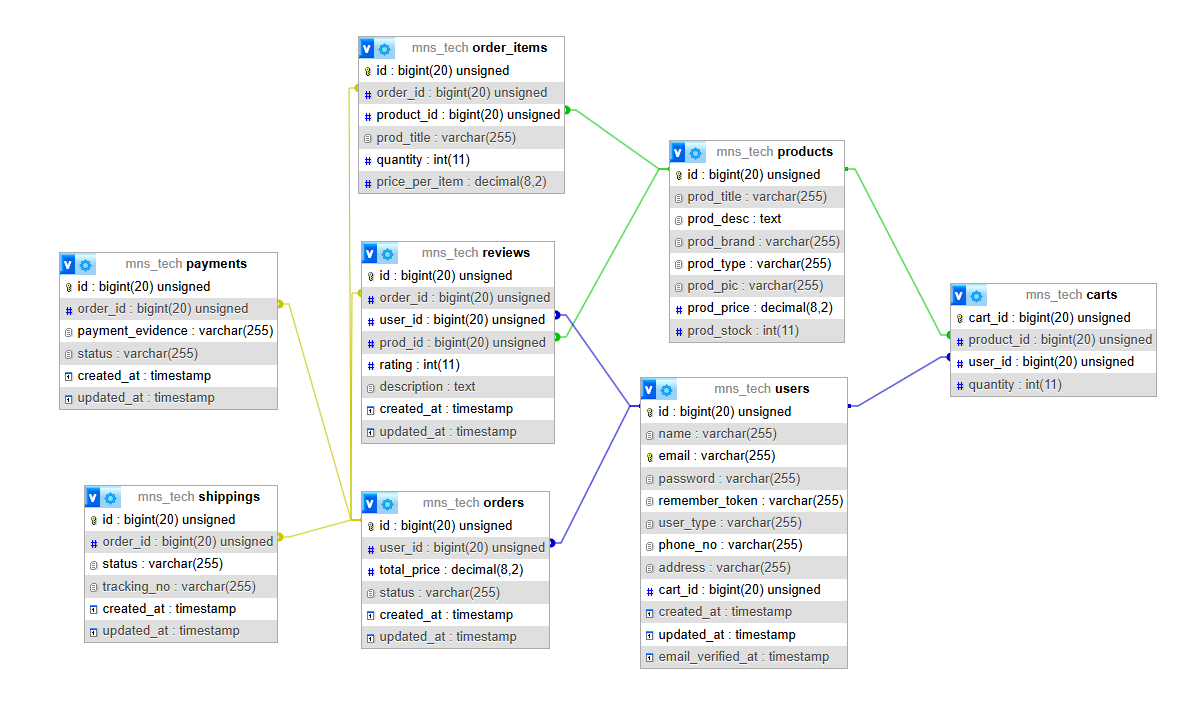 mns_tech order_items
id : bigint(20) unsigned
order_id : bigint(20) unsigned
product_id : bigint(20) unsigned
prod_title : varchar(255)
quantity : int(11)
price_per_item : decimal(8,2)
mns_tech products
id : bigint(20) unsigned
prod_title : varchar(255)
prod_desc : text
prod_brand : varchar(255)
prod_type : varchar(255)
prod_pic : varchar(255)
prod_price : decimal(8,2)
prod_stock : int(11)
mns_tech reviews
id : bigint(20) unsigned
order_id : bigint(20) unsigned
user_id : bigint(20) unsigned
prod_id : bigint(20) unsigned
rating : int(11)
description : text
created_at : timestamp
updated_at : timestamp
mns_tech payments
id : bigint(20) unsigned
order_id : bigint(20) unsigned
payment_evidence : varchar(255)
status : varchar(255)
created_at : timestamp
updated_at : timestamp
mns_tech carts
cart_id : bigint(20) unsigned
product_id : bigint(20) unsigned
user_id : bigint(20) unsigned
quantity : int(11)
mns_tech users
id : bigint(20) unsigned
name : varchar(255)
email : varchar(255)
password : varchar(255)
remember_token : varchar(255)
user_type : varchar(255)
phone_no : varchar(255)
address : varchar(255)
cart_id : bigint(20) unsigned
created_at : timestamp
updated_at : timestamp
email_verified_at : timestamp
mns_tech shippings
id : bigint(20) unsigned
order_id : bigint(20) unsigned
status : varchar(255)
tracking_no : varchar(255)
created_at : timestamp
updated_at : timestamp
mns_tech orders
id : bigint(20) unsigned
user_id : bigint(20) unsigned
total_price : decimal(8,2)
status : varchar(255)
created_at : timestamp
updated_at : timestamp